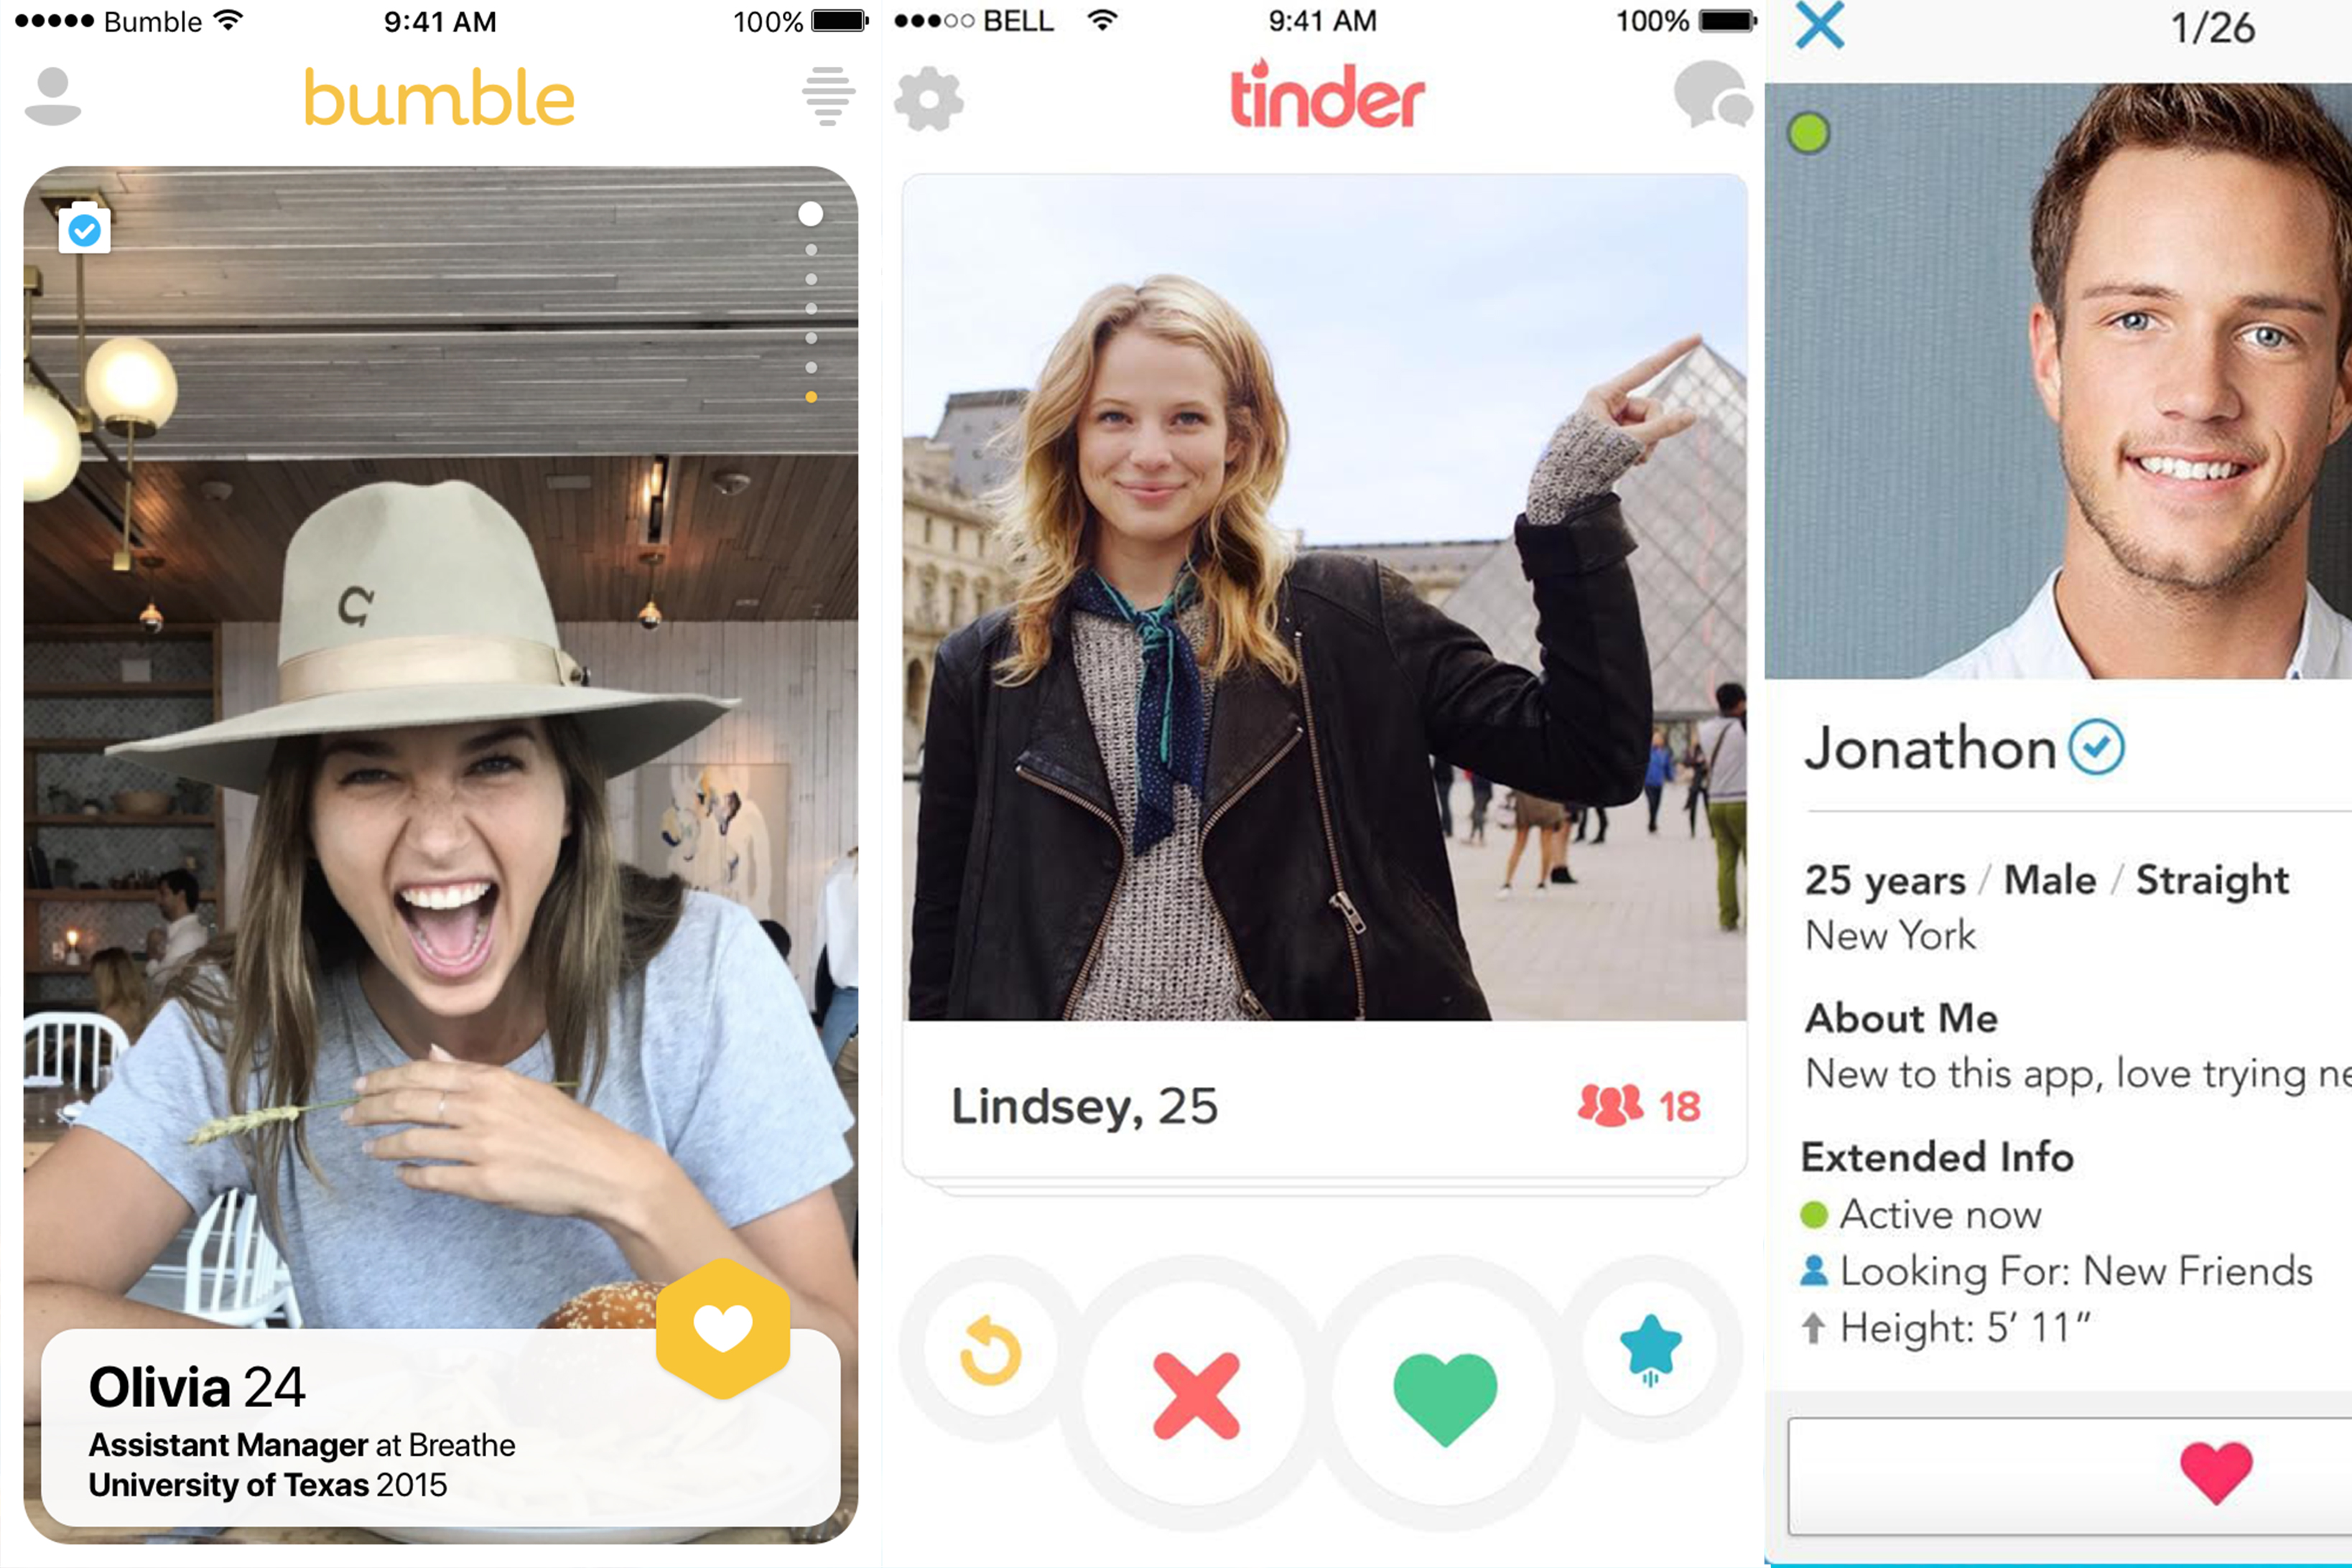 Bumble
9:41 AM
100%
bumble
Olivia 24
Assistant Manager at Breathe
University of Texas 2015
BELL
9:41 AM
100%
tinder
Lindsey, 25
18
1/26
Jonathon
25 years / Male / Straight
New York
About Me
New to this app, love trying ne
Extended Info
Active now
Looking For: New Friends
Height: 5' 11"